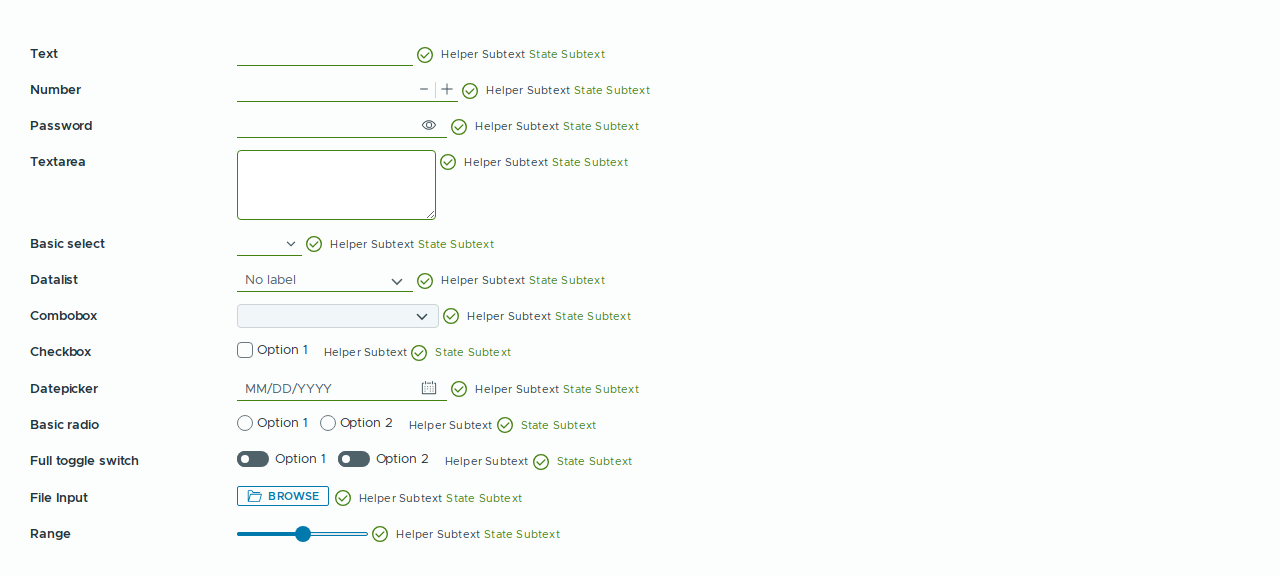 Text Helper Subtext State Subtext
Number Helper Subtext State Subtext
Password Helper Subtext State Subtext
Textarea Helper Subtext State Subtext
Basic select Helper Subtext State Subtext
Datalist No label Helper Subtext State Subtext
Combobox Helper Subtext State Subtext
Checkbox Option 1 Helper Subtext State Subtext
Datepicker MM/DD/YYYY Helper Subtext State Subtext
Basic radio Option 1 Option 2 Helper Subtext State Subtext
Full toggle switch Option 1 Option 2 Helper Subtext State Subtext
File Input BROWSE Helper Subtext State Subtext
Range Helper Subtext State Subtext